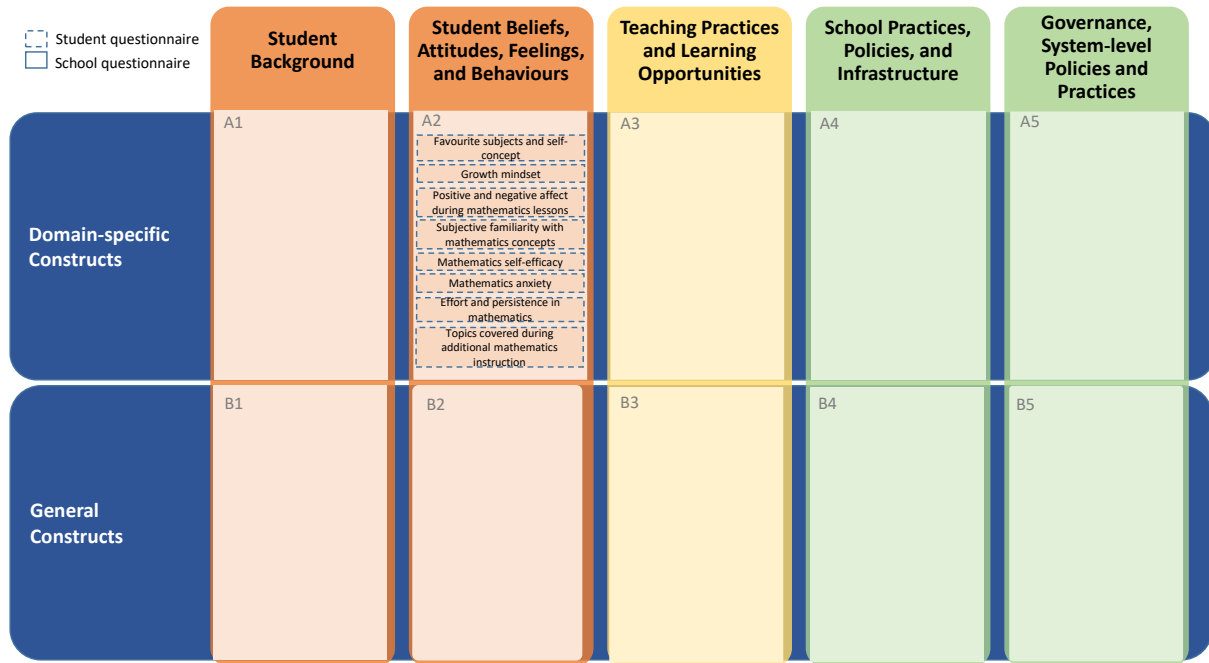 Student questionnaire
School questionnaire
Student
Background
Student Beliefs,
Attitudes, Feelings,
and Behaviours
Teaching Practices
and Learning
Opportunities
School Practices,
Policies, and
Infrastructure
Governance,
System-level
Policies and
Practices
Domain-specific
Constructs
A1
A2
Favourite subjects and self-
concept
Growth mindset
Positive and negative affect
during mathematics lessons
Subjective familiarity with
mathematics concepts
Mathematics self-efficacy
Mathematics anxiety
Effort and persistence in
mathematics
Topics covered during
additional mathematics
instruction
A3
A4
A5
General
Constructs
B1
B2
B3
B4
B5